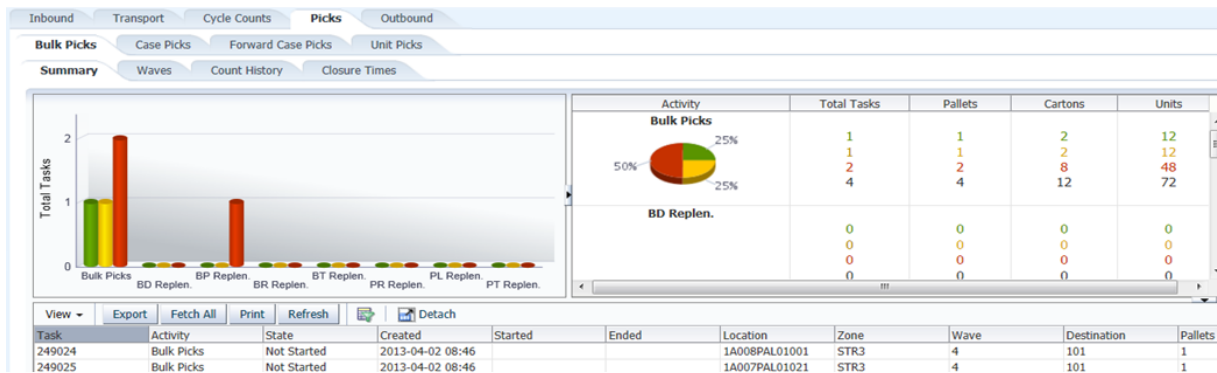 Inbound Transport Cycle Counts Picks Outbound
Bulk Picks Case Picks Forward Case Picks Unit Picks
Summary Waves Count History Closure Times
Total Tasks
2
1
0
Bulk Picks BD Replen. BP Replen. BR Replen. BT Replen. PR Replen. PL Replen. PT Replen.
Activity Total Tasks Pallets Cartons Units
Bulk Picks
25%
50%
25%
1 1 2 12
1 1 2 12
2 2 8 48
4 4 12 72
BD Replen.
0 0 0 0
0 0 0 0
0 0 0 0
0 0 0 0
View Export Fetch All Print Refresh Detach
Task Activity State Created Started Ended Location Zone Wave Destination Pallets
249024 Bulk Picks Not Started 2013-04-02 08:46 1A008PAL01001 STR3 4 101 1
249025 Bulk Picks Not Started 2013-04-02 08:46 1A007PAL01021 STR3 4 101 1